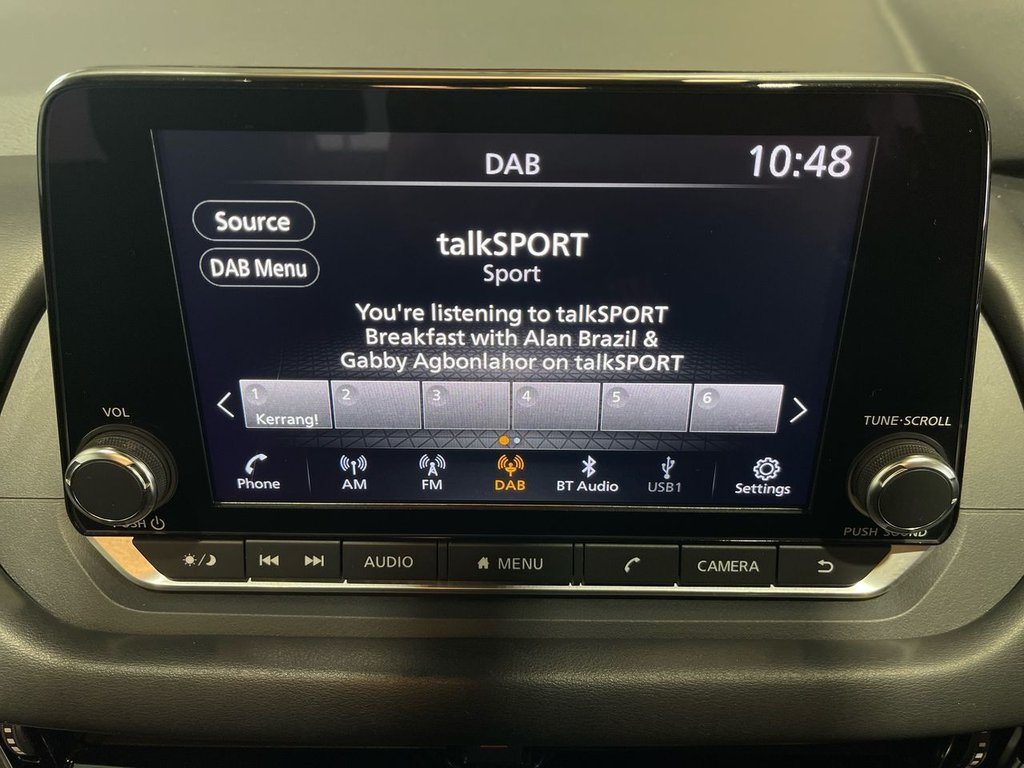 DAB
10:48
Source
DAB Menu
talkSPORT
Sport
You're listening to talkSPORT
Breakfast with Alan Brazil &
Gabby Agbonlahor on talkSPORT
1 2 3 4 5 6
Kerrang!
VOL
TUNE·SCROLL
Phone AM FM DAB BT Audio USB1 Settings
PUSH
PUSH SOUND
AUDIO MENU CAMERA